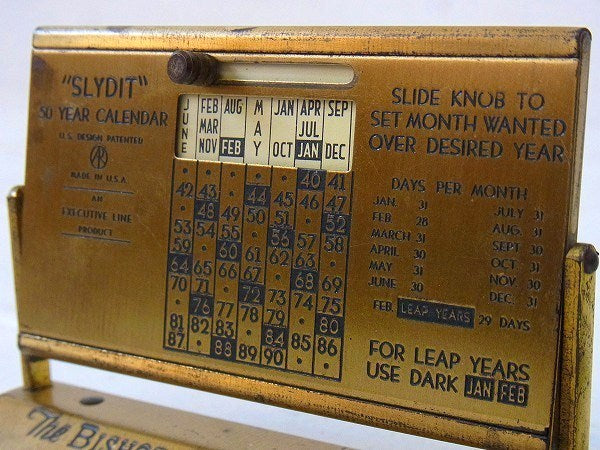 "SLYDIT"
50 YEAR CALENDAR
U.S. DESIGN PATENTED
MADE IN U.S.A.
AN
EXECUTIVE LINE
PRODUCT
JUNE FEB AUG MAY JAN APR SEP
MAR JUL
NOV FEB OCT JAN DEC
• • • • • 40 41
42 43 • 44 45 46 47
• 48 49 50 51 • 52
53 54 55 • 56 57 58
59 • 60 61 62 63 •
64 65 66 67 • 68 69
70 71 • 72 73 74 75
• 76 77 78 79 • 80
81 82 83 • 84 85 86
87 • 88 89 90
SLIDE KNOB TO
SET MONTH WANTED
OVER DESIRED YEAR
DAYS PER MONTH
JAN. 31 JULY 31
FEB 28 AUG. 31
MARCH 31 SEPT. 30
APRIL 30 OCT. 31
MAY 31 NOV. 30
JUNE 30 DEC. 31
FEB LEAP YEARS 29 DAYS
FOR LEAP YEARS
USE DARK JAN FEB
The